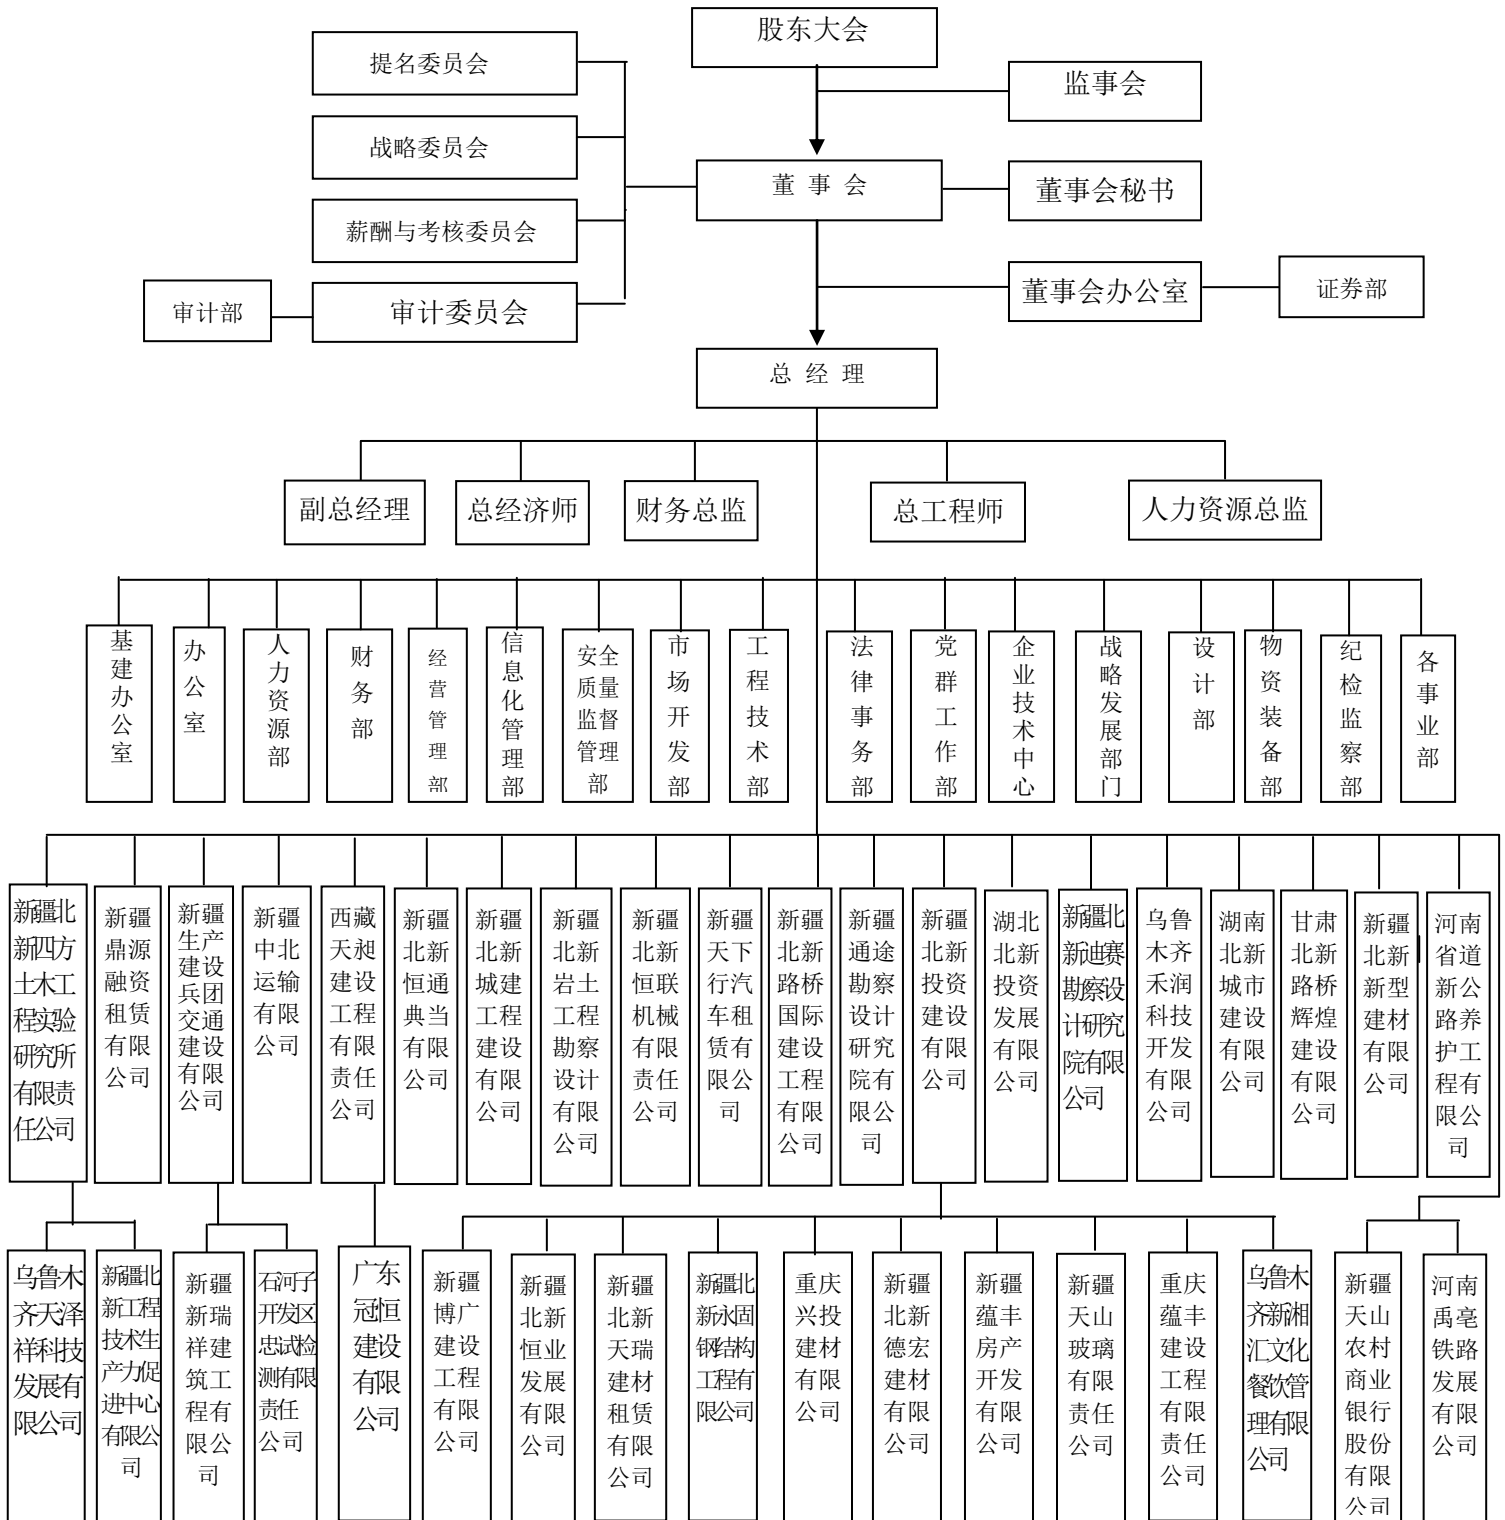 股东大会
提名委员会
监事会
战略委员会
董 事 会
董事会秘书
薪酬与考核委员会
审计部
审计委员会
董事会办公室
证券部
总 经 理
副总经理
总经济师
财务总监
总工程师
人力资源总监
基建办公室
办公室
人力资源部
财务部
经营管理部
信息化管理部
安全质量监督管理部
市场开发部
工程技术部
法律事务部
党群工作部
企业技术中心
战略发展部门
设计部
物资装备部
纪检监察部
各事业部
新疆北新四方土木工程实验研究所有限责任公司
新疆鼎源融资租赁有限公司
新疆生产建设兵团交通建设有限公司
新疆中北运输有限公司
西藏天昶建设工程有限责任公司
新疆北新恒通典当有限公司
新疆北新城建工程建设有限公司
新疆北新岩土工程勘察设计有限公司
新疆北新恒联机械有限责任公司
新疆天下行汽车租赁有限公司
新疆北新路桥国际建设工程有限公司
新疆通途勘察设计研究院有限公司
新疆北新投资建设有限公司
湖北北新投资发展有限公司
新疆北新迪赛勘察设计研究院有限公司
乌鲁木齐禾润科技开发有限公司
湖南北新城市建设有限公司
甘肃北新路桥辉煌建设有限公司
新疆北新新型建材有限公司
河南省道新公路养护工程有限公司
乌鲁木齐天泽祥科技发展有限公司
新疆北新工程技术生产力促进中心有限公司
新疆新瑞祥建筑工程有限公司
石河子开发区忠试检测有限责任公司
广东冠恒建设有限公司
新疆博广建设工程有限公司
新疆北新恒业发展有限公司
新疆北新天瑞建材租赁有限公司
新疆北新永固钢结构工程有限公司
重庆兴投建材有限公司
新疆北新德宏建材有限公司
新疆蕴丰房产开发有限公司
新疆天山玻璃有限责任公司
重庆蕴丰建设工程有限责任公司
乌鲁木齐新湘汇文化餐饮管理有限公司
新疆天山农村商业银行股份有限公司
河南禹亳铁路发展有限公司